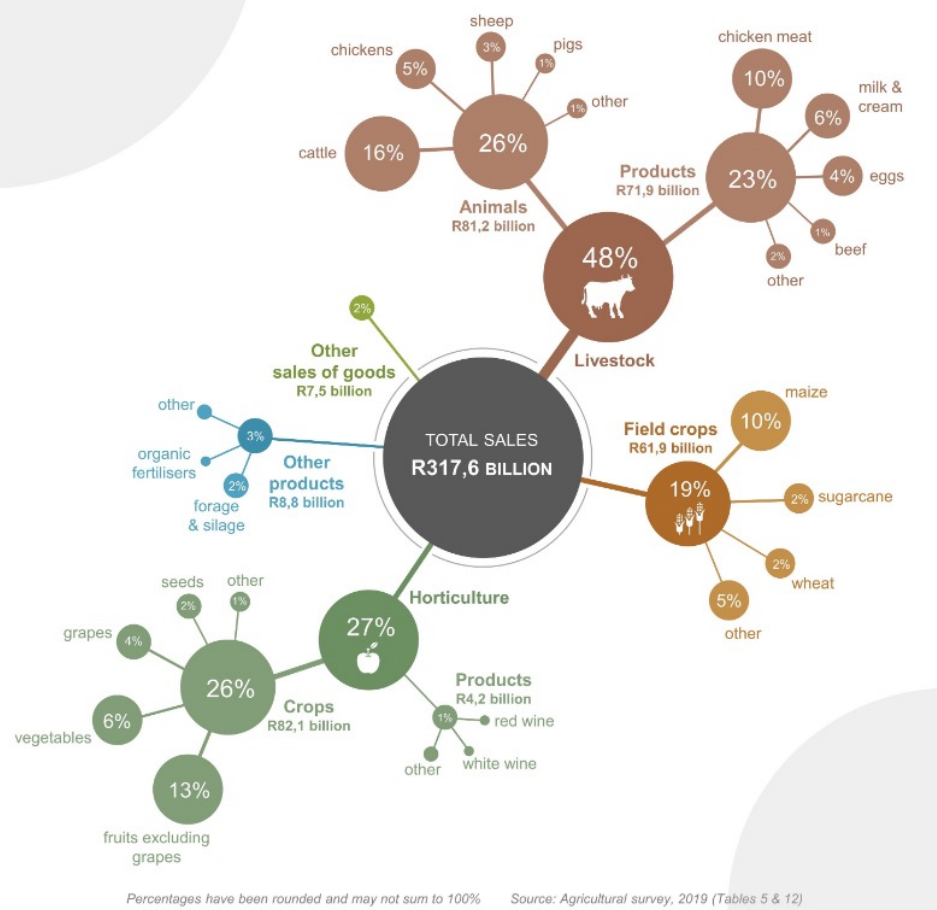 sheep
3%
pigs
1%
chickens
5%
other
1%
cattle
16%
26%
Animals
R81,2 billion
chicken meat
10%
milk &
cream
6%
Products
R71,9 billion
23%
4%
eggs
1%
beef
2%
other
48%
Livestock
2%
Other
sales of goods
R7,5 billion
other
3%
organic
fertilisers
Other
products
R8,8 billion
2%
forage
& silage
TOTAL SALES
R317,6 BILLION
maize
10%
Field crops
R61,9 billion
19%
2%
sugarcane
2%
wheat
5%
other
Horticulture
27%
seeds
2%
other
1%
grapes
4%
26%
Crops
R82,1 billion
6%
vegetables
13%
fruits excluding
grapes
Products
R4,2 billion
1%
red wine
white wine
other
Percentages have been rounded and may not sum to 100%
Source: Agricultural survey, 2019 (Tables 5 & 12)